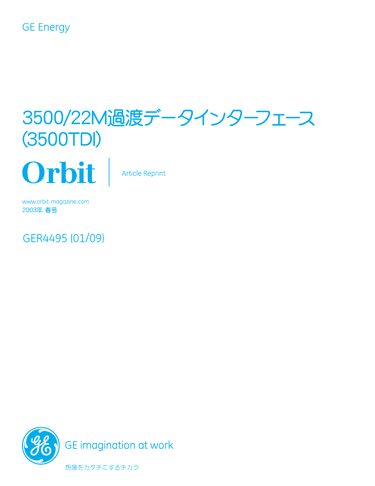 GE Energy
3500/22M過渡データインターフェース
(3500TDI)
Orbit
Article Reprint
www.orbit-magazine.com
2003年 春号
GER4495 (01/09)
GE imagination at work
想像をカタチにするチカラ